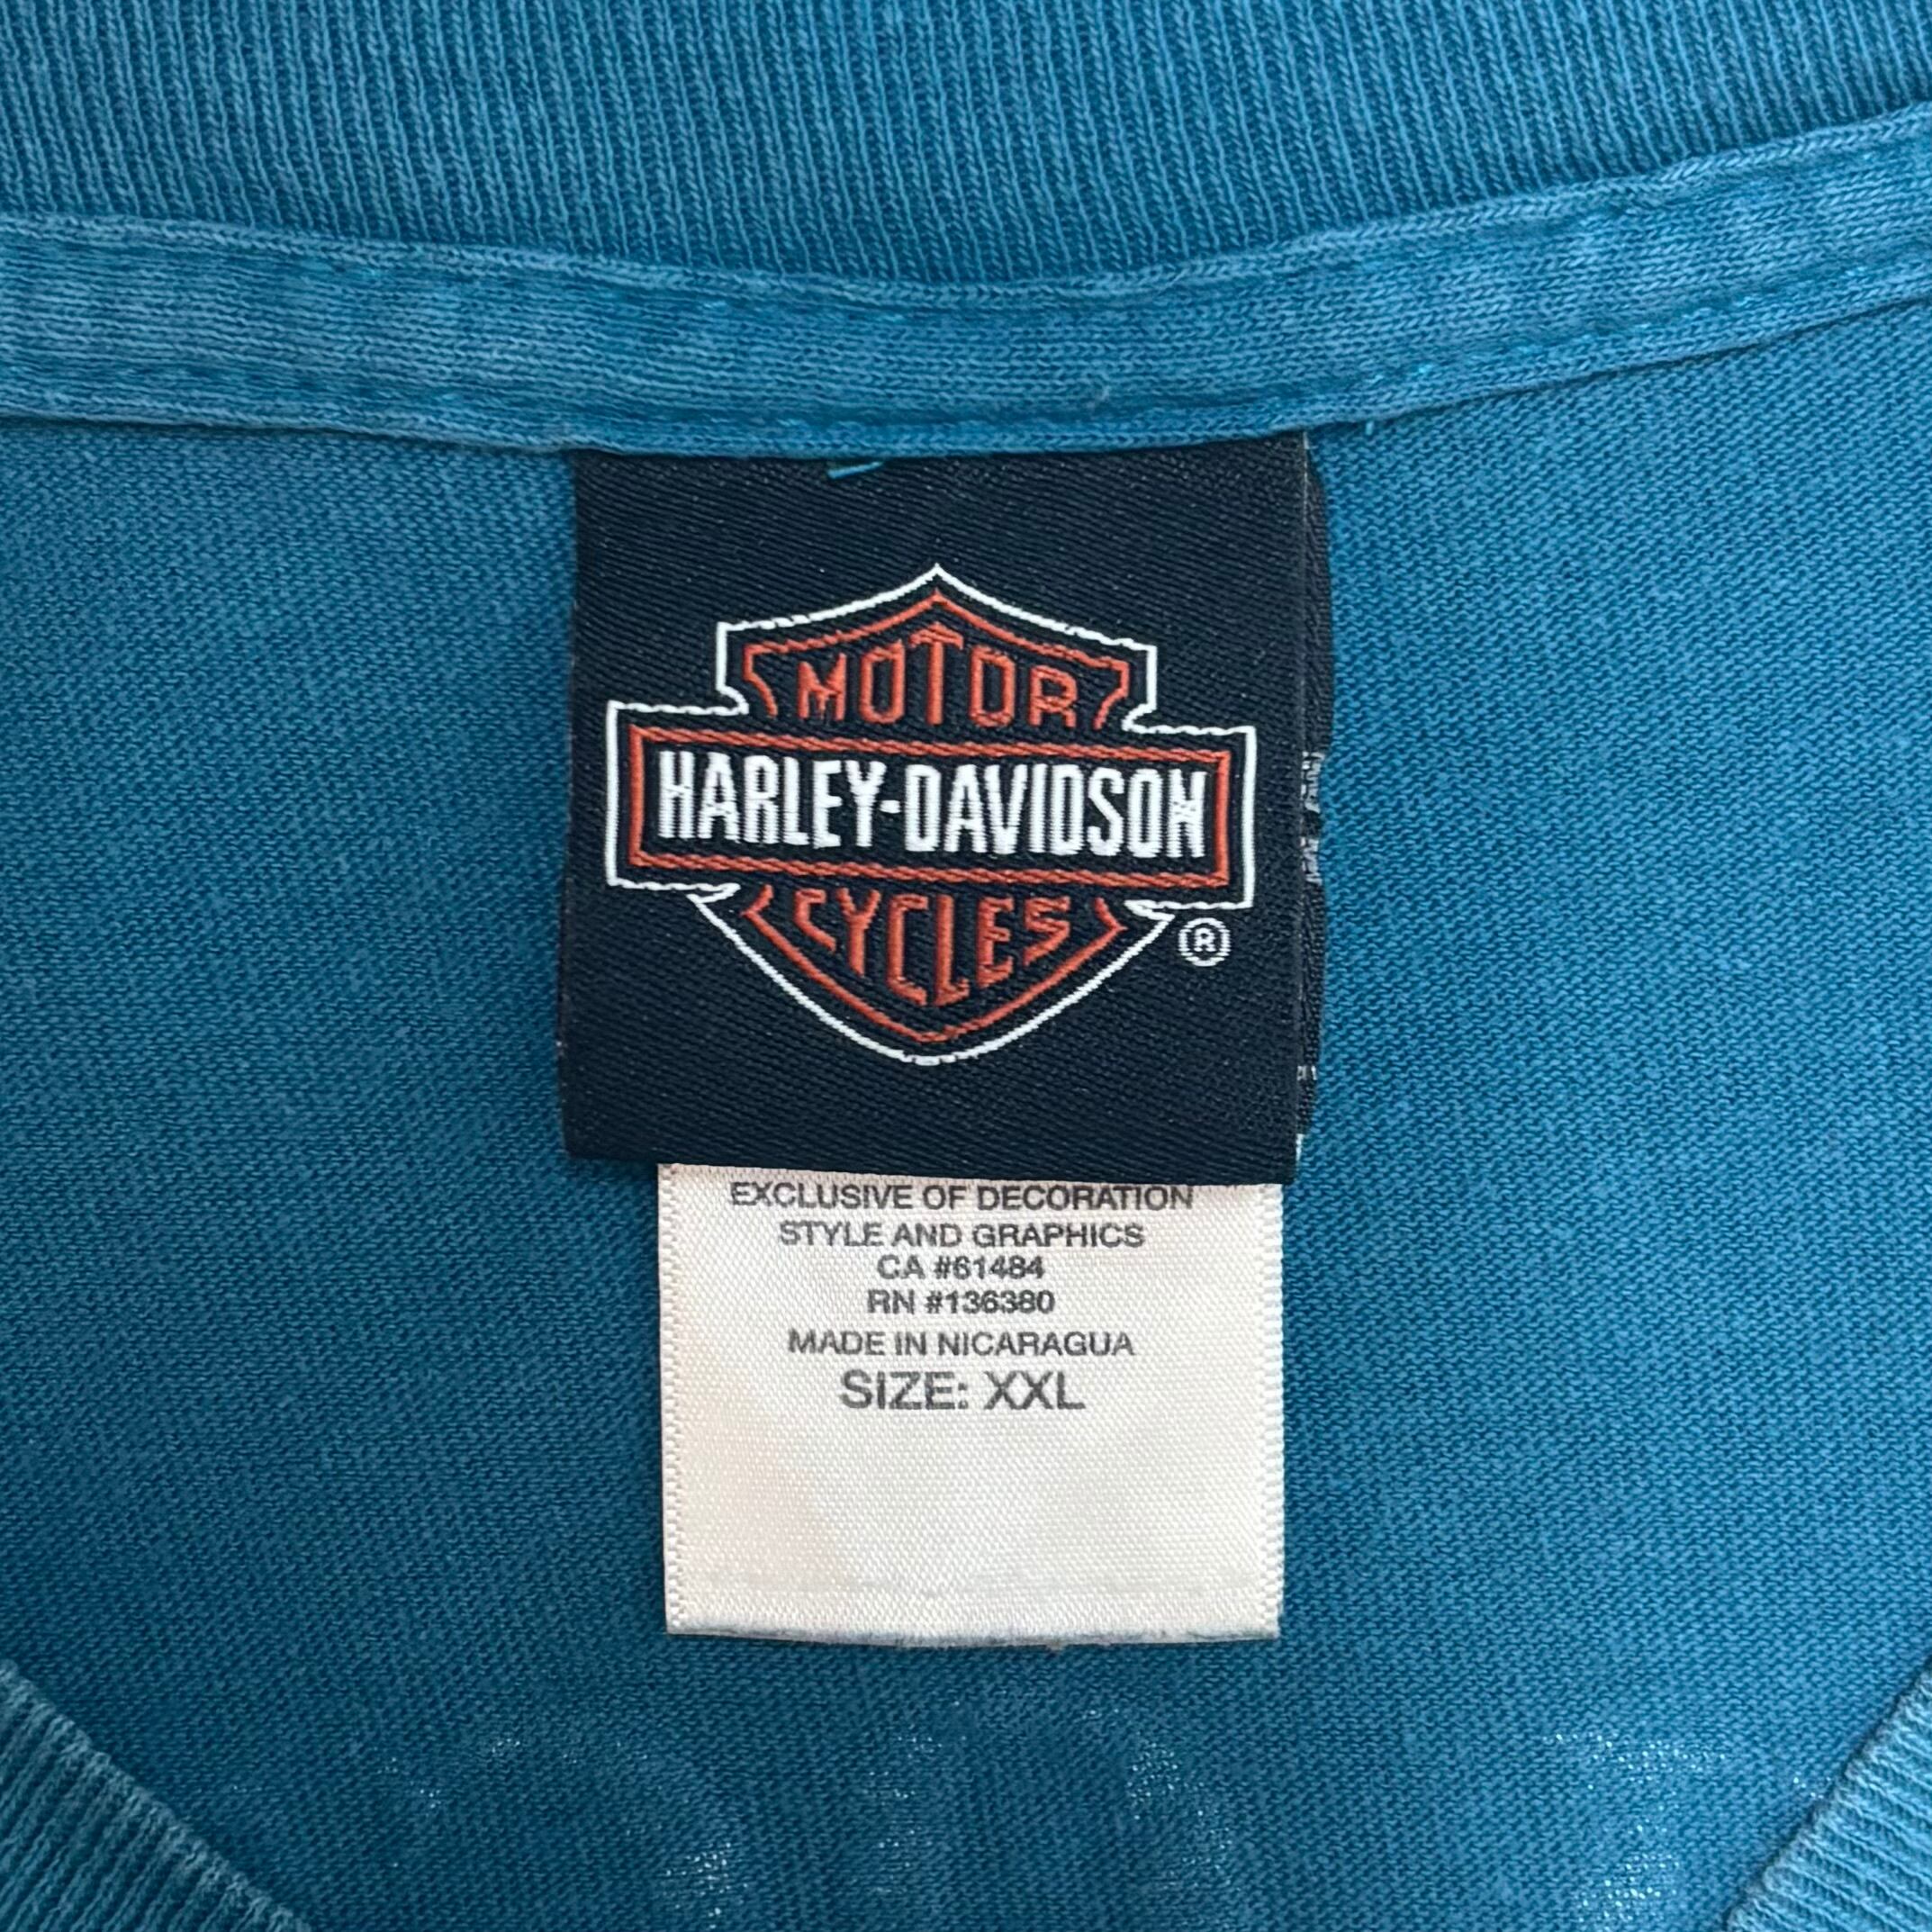 MOTOR
HARLEY-DAVIDSON
CYCLES
®
EXCLUSIVE OF DECORATION
STYLE AND GRAPHICS
CA #61484
RN #136380
MADE IN NICARAGUA
SIZE: XXL